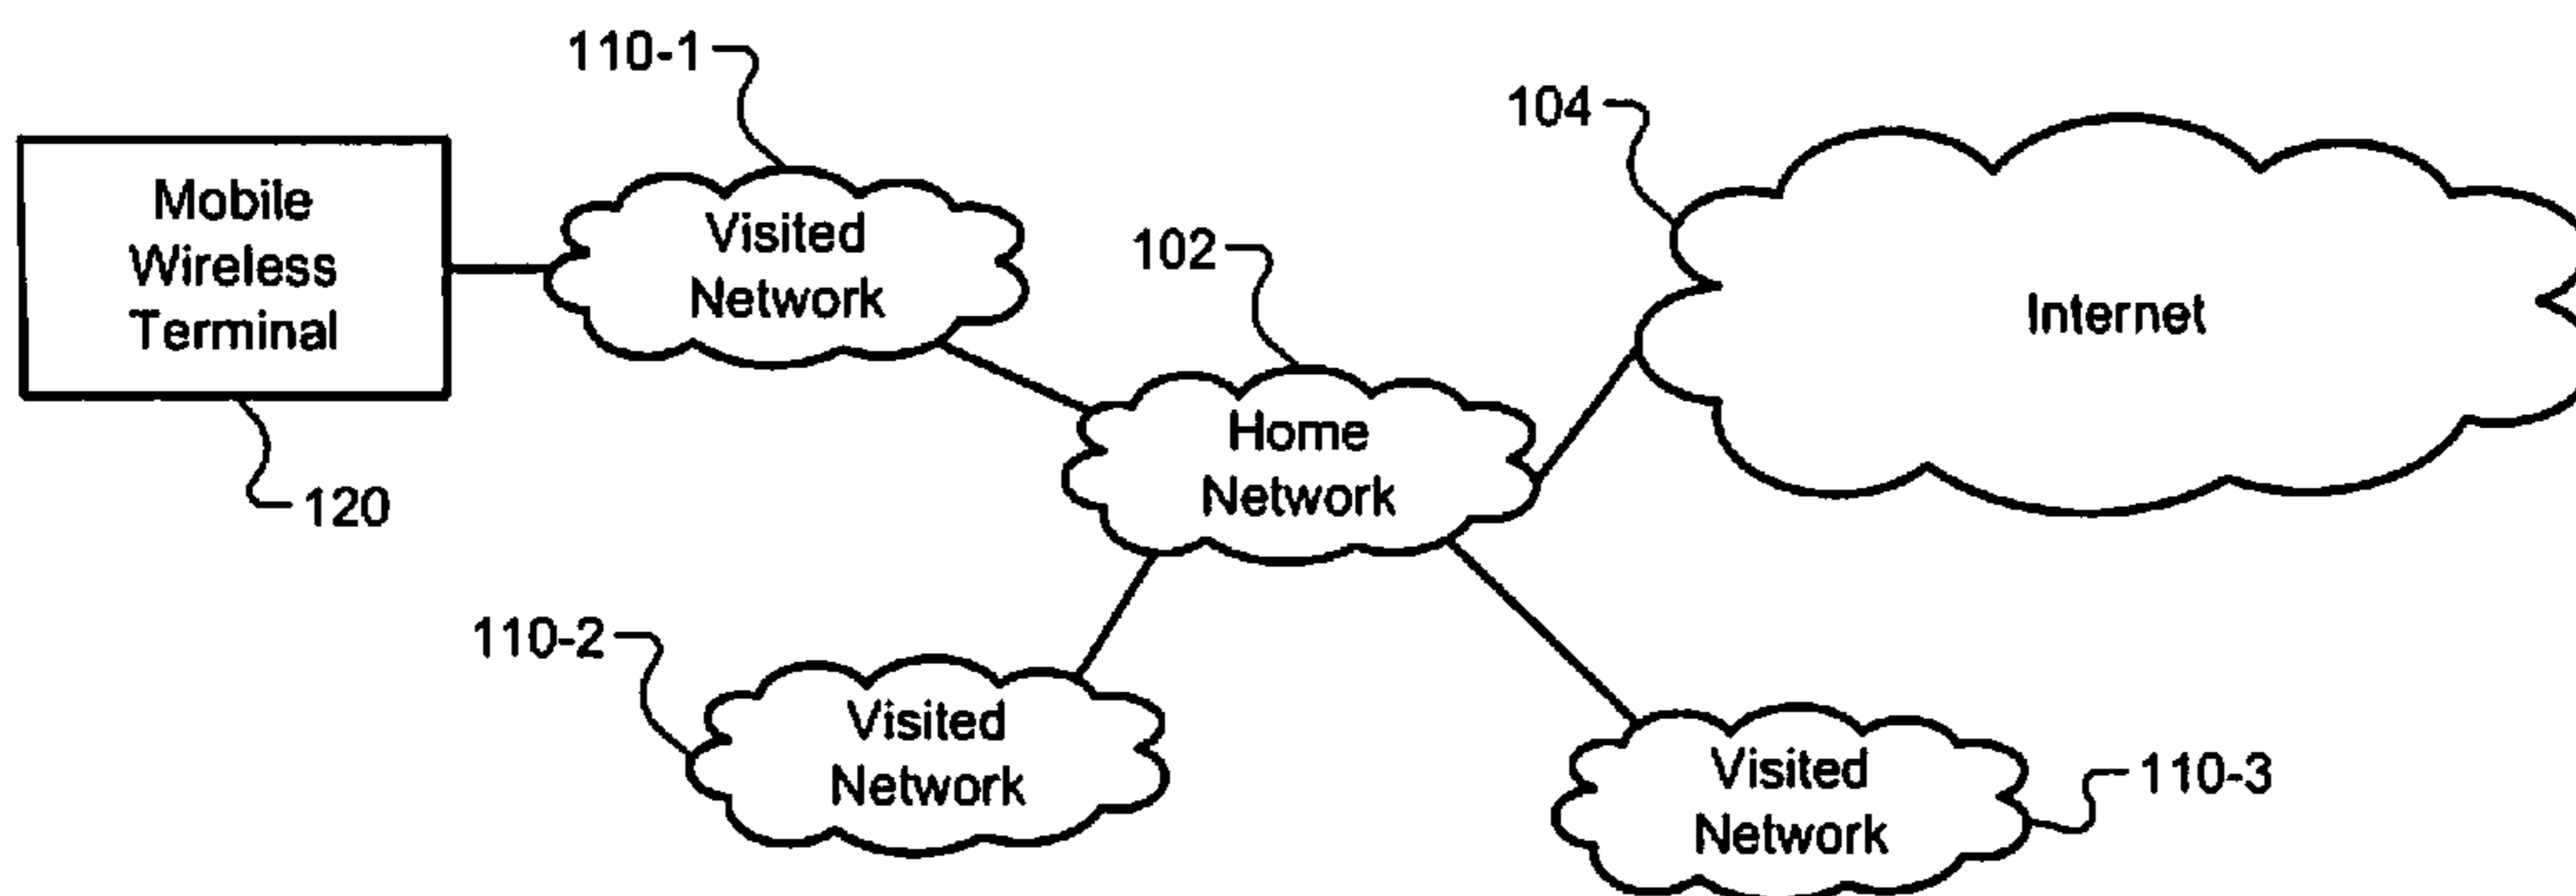 110-1
104
Mobile
Wireless
Terminal
Visited
Network
102
Internet
Home
Network
120
110-2
Visited
Network
Visited
Network
110-3